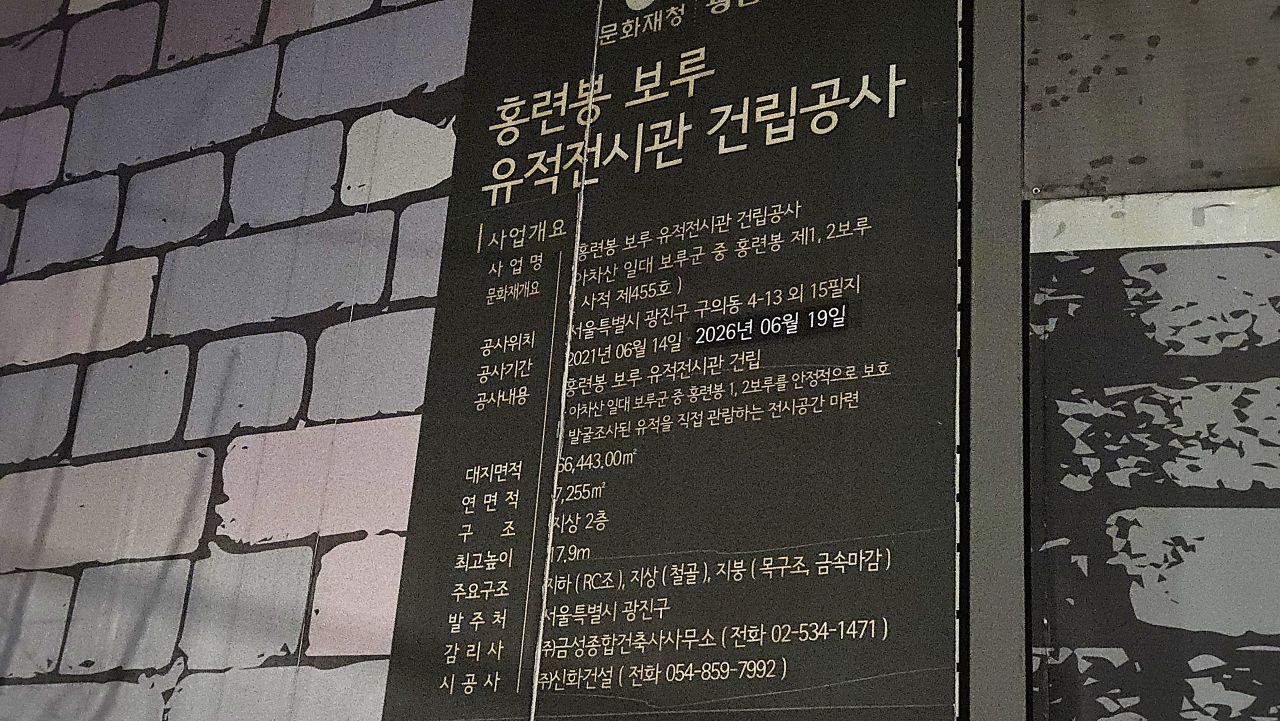 문화재청
홍련봉 보루
유적전시관 건립공사
사업개요
사 업 명 홍련봉 보루 유적전시관 건립공사
문화재개요 아차산 일대 보루군 중 홍련봉 제1, 2보루
사적 제455호 )
공사위치 서울특별시 광진구 구의동 4-13 외 15필지
공사기간 2021년 06월 14일 2026년 06월 19일
공사내용 홍련봉 보루 유적전시관 건립
아차산 일대 보루군 중 홍련봉 1, 2보루를 안정적으로 보호
발굴조사된 유적을 직접 관람하는 전시공간 마련
대지면적 66,443.00㎡
연 면 적 7,255㎡
구 조 지상 2층
최고높이 17.9m
주요구조 지하 ( RC조 ), 지상 ( 철골 ), 지붕 ( 목구조, 금속마감 )
발 주 처 서울특별시 광진구
감 리 사 ㈜금성종합건축사사무소 ( 전화 02-534-1471 )
시 공 사 ㈜신화건설 ( 전화 054-859-7992 )